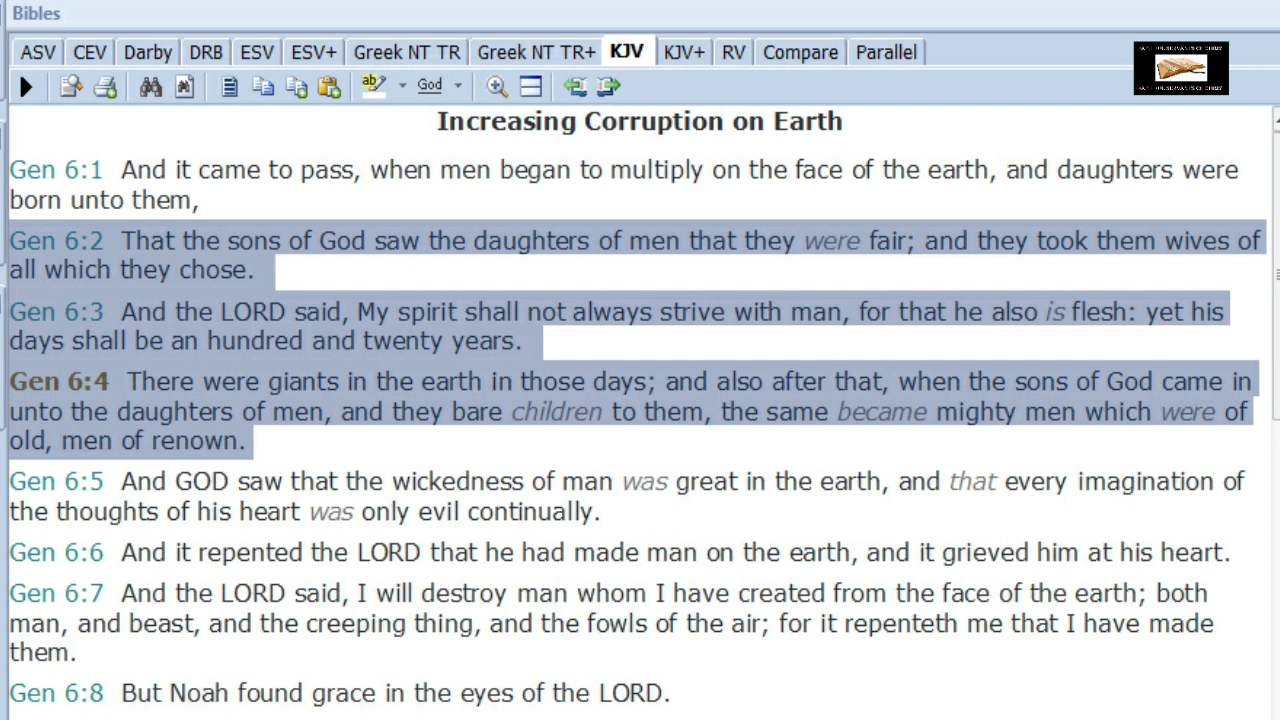 Bibles
ASV CEV Darby DRB ESV ESV+ Greek NT TR Greek NT TR+ KJV KJV+ RV Compare Parallel
ab God
Increasing Corruption on Earth
Gen 6:1 And it came to pass, when men began to multiply on the face of the earth, and daughters were
born unto them,
Gen 6:2 That the sons of God saw the daughters of men that they were fair; and they took them wives of
all which they chose.
Gen 6:3 And the LORD said, My spirit shall not always strive with man, for that he also is flesh: yet his
days shall be an hundred and twenty years.
Gen 6:4 There were giants in the earth in those days; and also after that, when the sons of God came in
unto the daughters of men, and they bare children to them, the same became mighty men which were of
old, men of renown.
Gen 6:5 And GOD saw that the wickedness of man was great in the earth, and that every imagination of
the thoughts of his heart was only evil continually.
Gen 6:6 And it repented the LORD that he had made man on the earth, and it grieved him at his heart.
Gen 6:7 And the LORD said, I will destroy man whom I have created from the face of the earth; both
man, and beast, and the creeping thing, and the fowls of the air; for it repenteth me that I have made
them.
Gen 6:8 But Noah found grace in the eyes of the LORD.